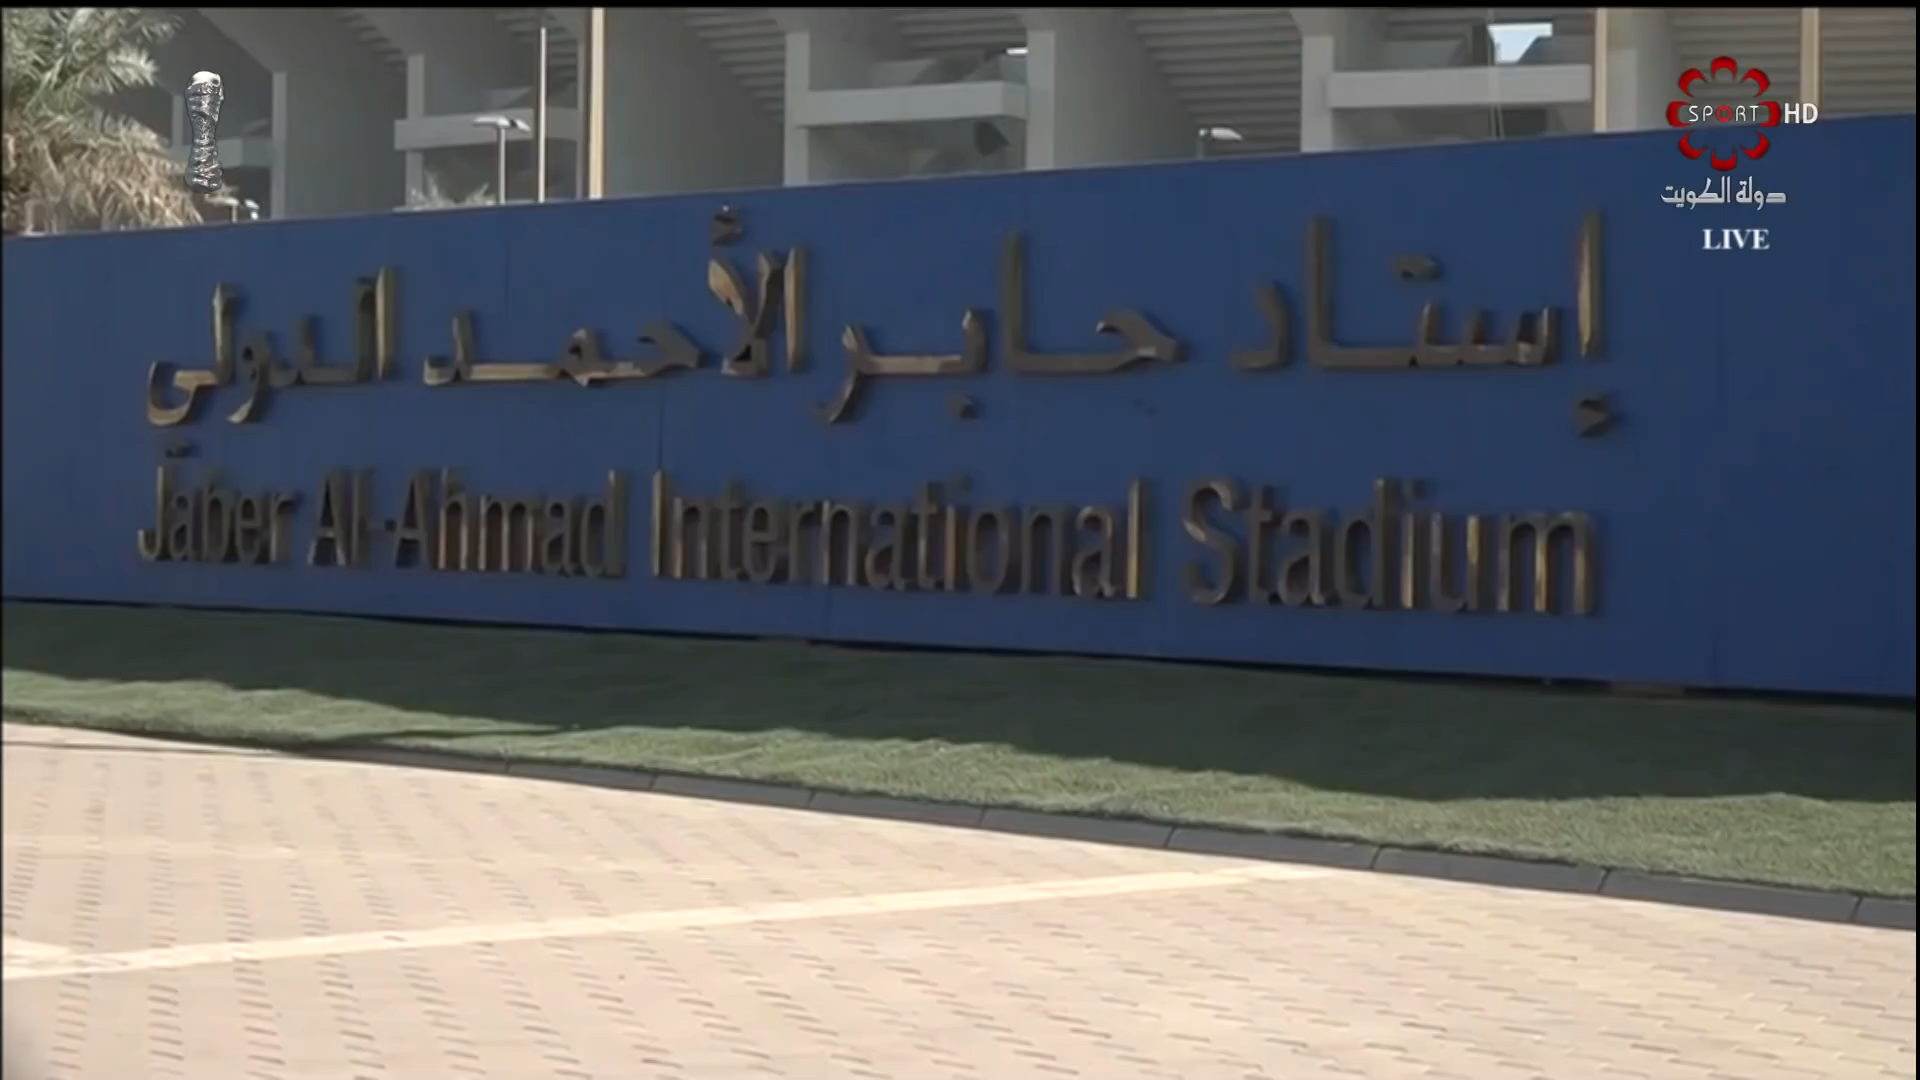 SPORT HD
دولة الكويت
LIVE
إستاد جابر الأحمد الدولي
Jaber Al-Ahmad International Stadium